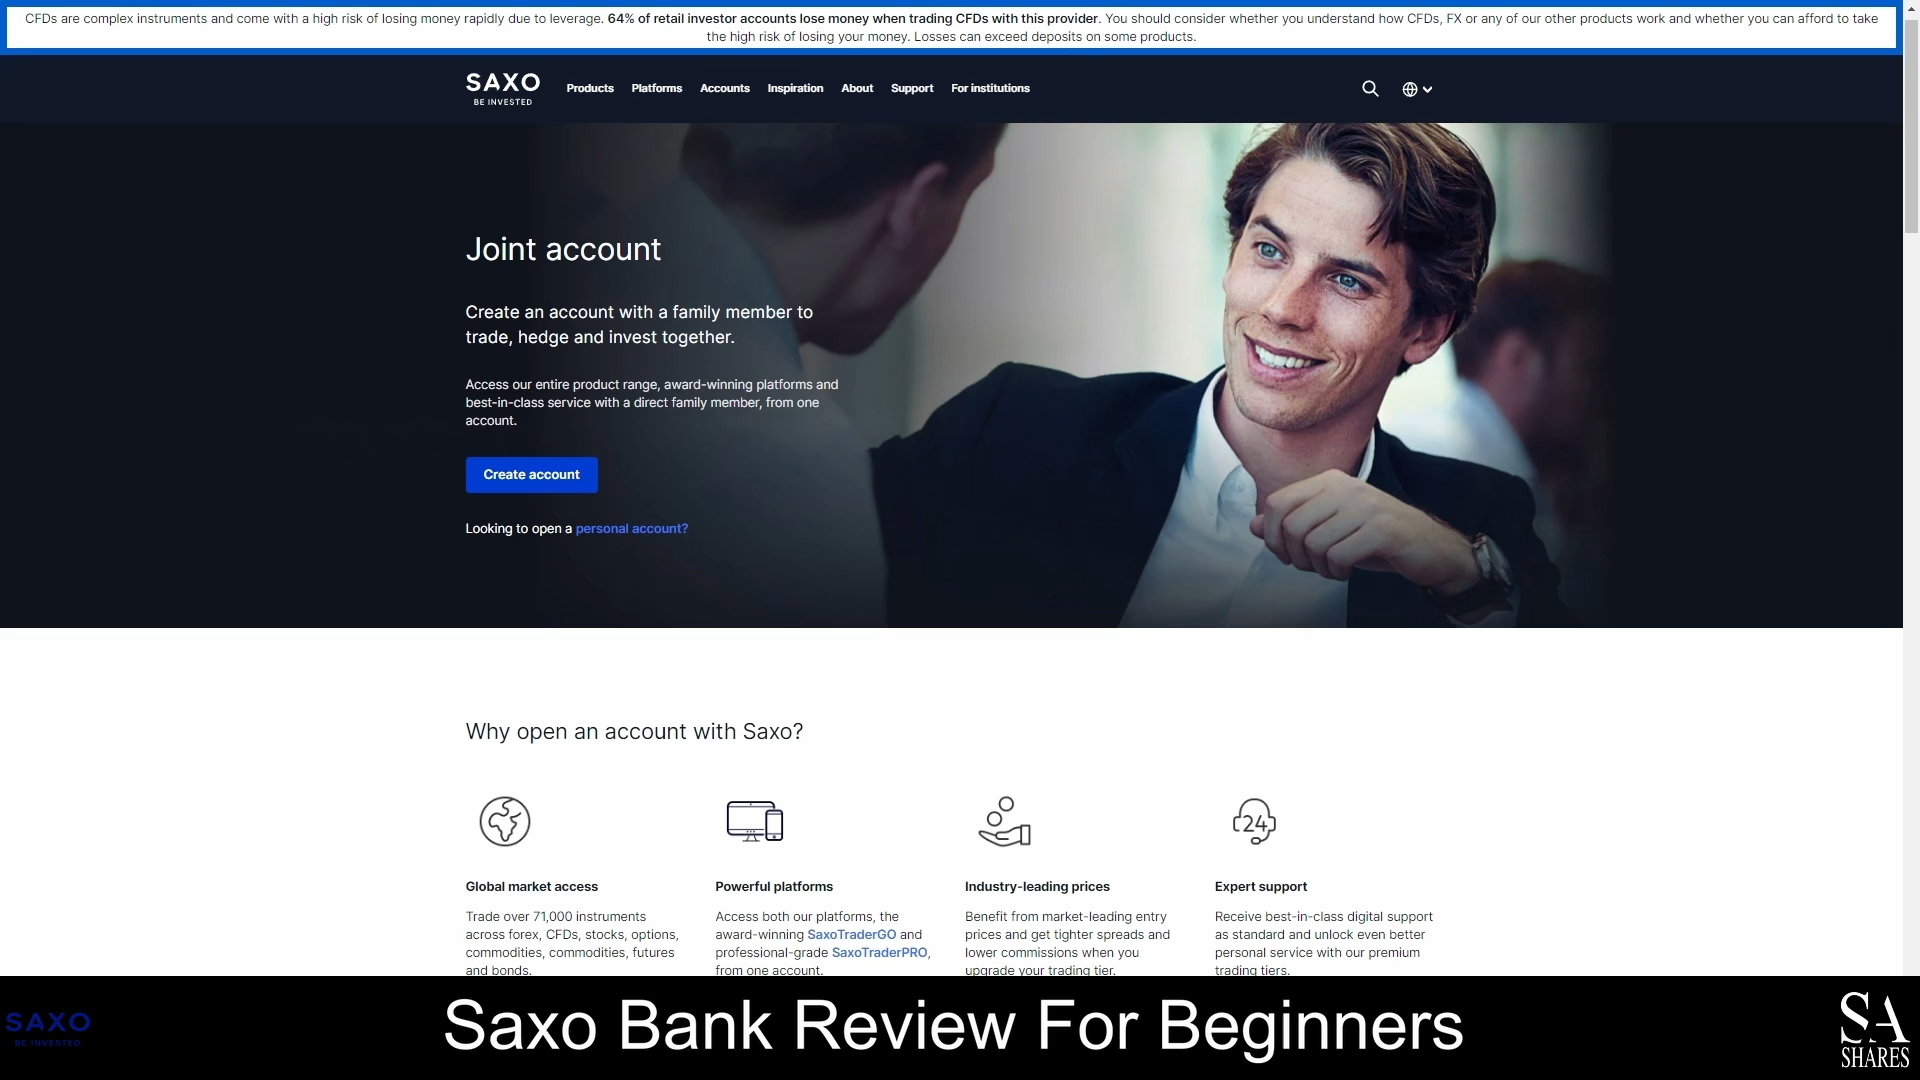 CFDs are complex instruments and come with a high risk of losing money rapidly due to leverage. 64% of retail investor accounts lose money when trading CFDs with this provider. You should consider whether you understand how CFDs, FX or any of our other products work and whether you can afford to take
the high risk of losing your money. Losses can exceed deposits on some products.
SAXO
BE INVESTED
Products Platforms Accounts Inspiration About Support For institutions
Joint account
Create an account with a family member to
trade, hedge and invest together.
Access our entire product range, award-winning platforms and
best-in-class service with a direct family member, from one
account.
Create account
Looking to open a personal account?
Why open an account with Saxo?
24
Global market access
Trade over 71,000 instruments
across forex, CFDs, stocks, options,
commodities, commodities, futures
and bonds.
Powerful platforms
Access both our platforms, the
award-winning SaxoTraderGO and
professional-grade SaxoTraderPRO,
from one account.
Industry-leading prices
Benefit from market-leading entry
prices and get tighter spreads and
lower commissions when you
upgrade your trading tier.
Expert support
Receive best-in-class digital support
as standard and unlock even better
personal service with our premium
trading tiers.
SAXO
BE INVESTED
Saxo Bank Review For Beginners
SA
SHARES